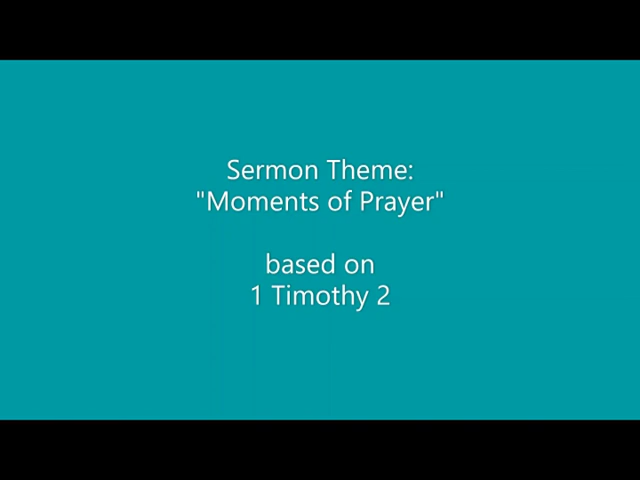 Sermon Theme:
"Moments of Prayer"
based on
1 Timothy 2